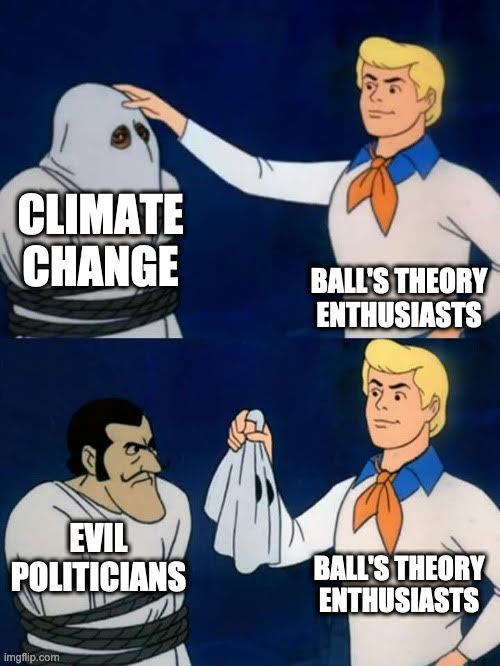 CLIMATE
CHANGE
BALL'S THEORY
ENTHUSIASTS
EVIL
POLITICIANS
BALL'S THEORY
ENTHUSIASTS
imgflip.com